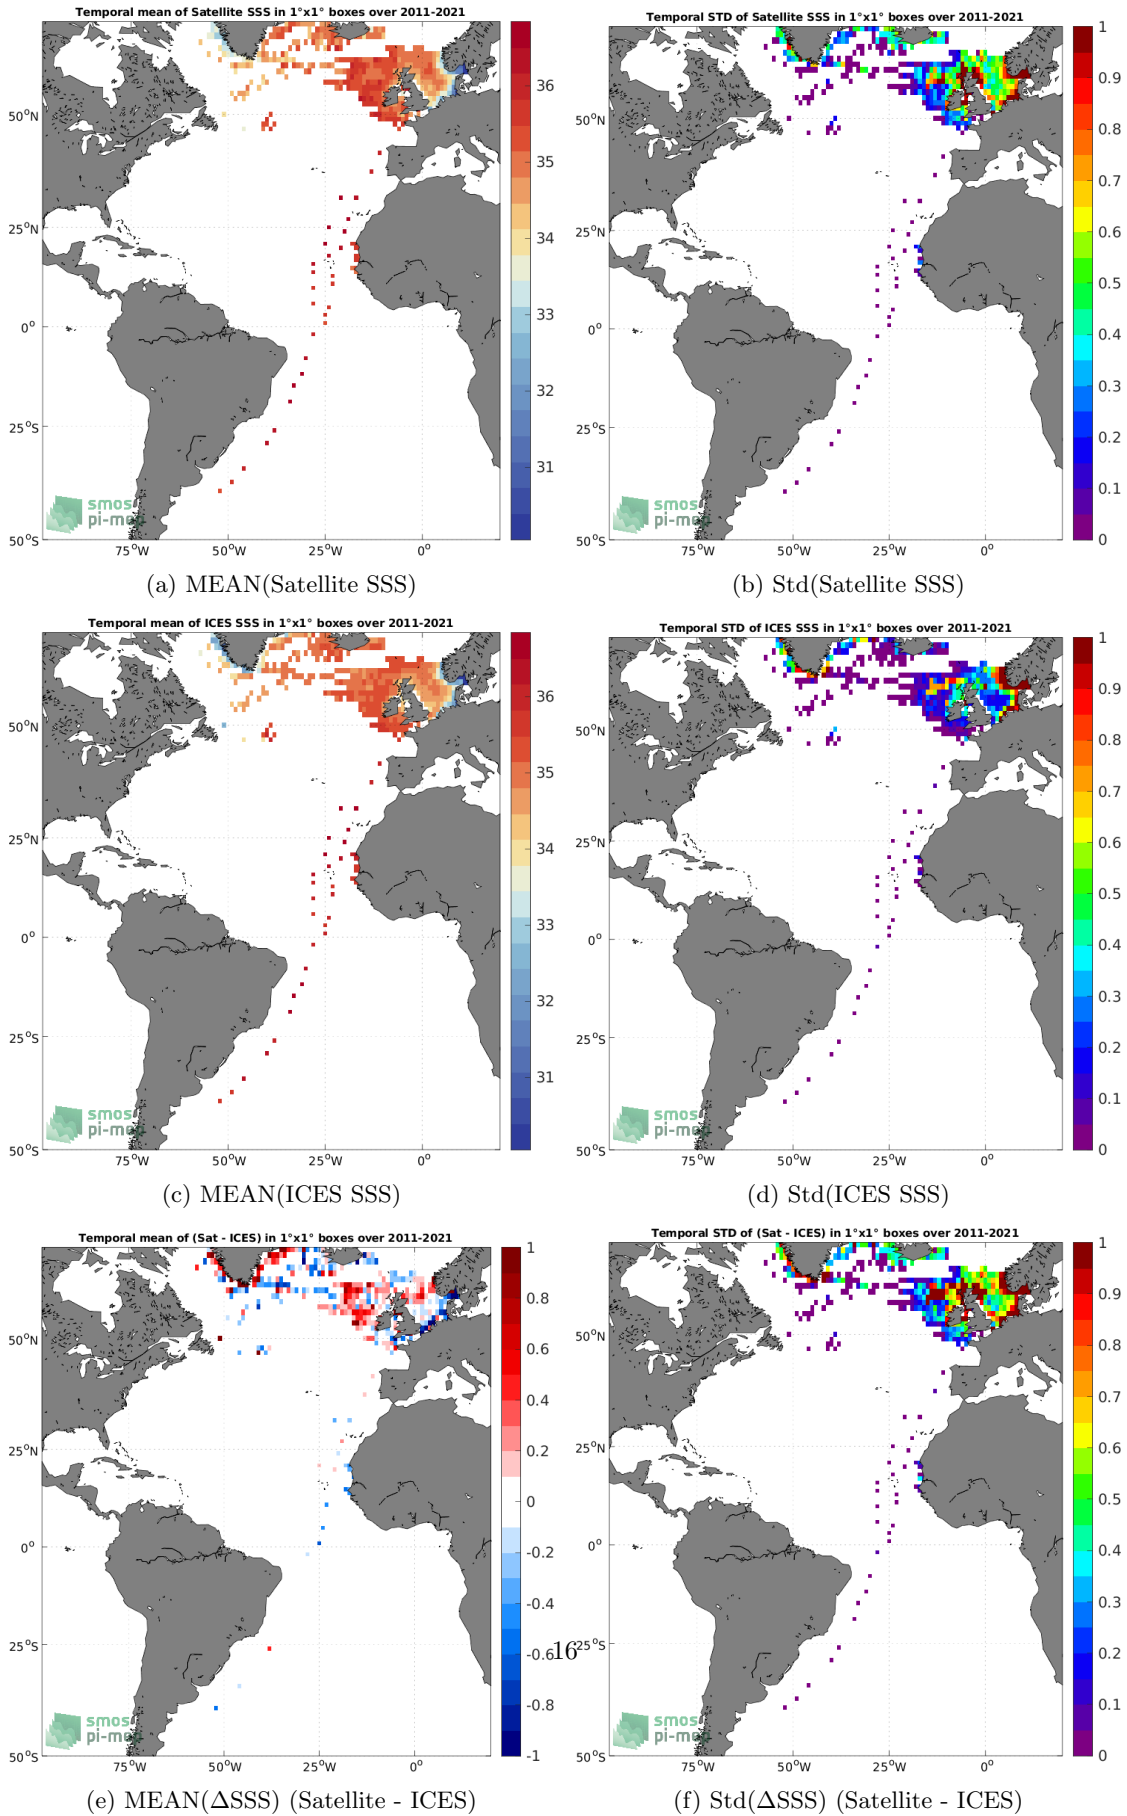 Temporal mean of Satellite SSS in 1°x1° boxes over 2011-2021
50°N
25°N
0°
25°S
50°S
75°W 50°W 25°W 0°
36
35
34
33
32
31
smos
pi-mep
(a) MEAN(Satellite SSS)
Temporal STD of Satellite SSS in 1°x1° boxes over 2011-2021
50°N
25°N
0°
25°S
50°S
75°W 50°W 25°W 0°
1
0.9
0.8
0.7
0.6
0.5
0.4
0.3
0.2
0.1
0
smos
pi-mep
(b) Std(Satellite SSS)
Temporal mean of ICES SSS in 1°x1° boxes over 2011-2021
50°N
25°N
0°
25°S
50°S
75°W 50°W 25°W 0°
36
35
34
33
32
31
smos
pi-mep
(c) MEAN(ICES SSS)
Temporal STD of ICES SSS in 1°x1° boxes over 2011-2021
50°N
25°N
0°
25°S
50°S
75°W 50°W 25°W 0°
1
0.9
0.8
0.7
0.6
0.5
0.4
0.3
0.2
0.1
0
smos
pi-mep
(d) Std(ICES SSS)
Temporal mean of (Sat - ICES) in 1°x1° boxes over 2011-2021
50°N
25°N
0°
25°S
50°S
75°W 50°W 25°W 0°
1
0.8
0.6
0.4
0.2
0
-0.2
-0.4
-0.6
-0.8
-1
smos
pi-mep
(e) MEAN(ΔSSS) (Satellite - ICES)
Temporal STD of (Sat - ICES) in 1°x1° boxes over 2011-2021
50°N
25°N
0°
25°S
50°S
75°W 50°W 25°W 0°
1
0.9
0.8
0.7
0.6
0.5
0.4
0.3
0.2
0.1
0
smos
pi-mep
(f) Std(ΔSSS) (Satellite - ICES)
16